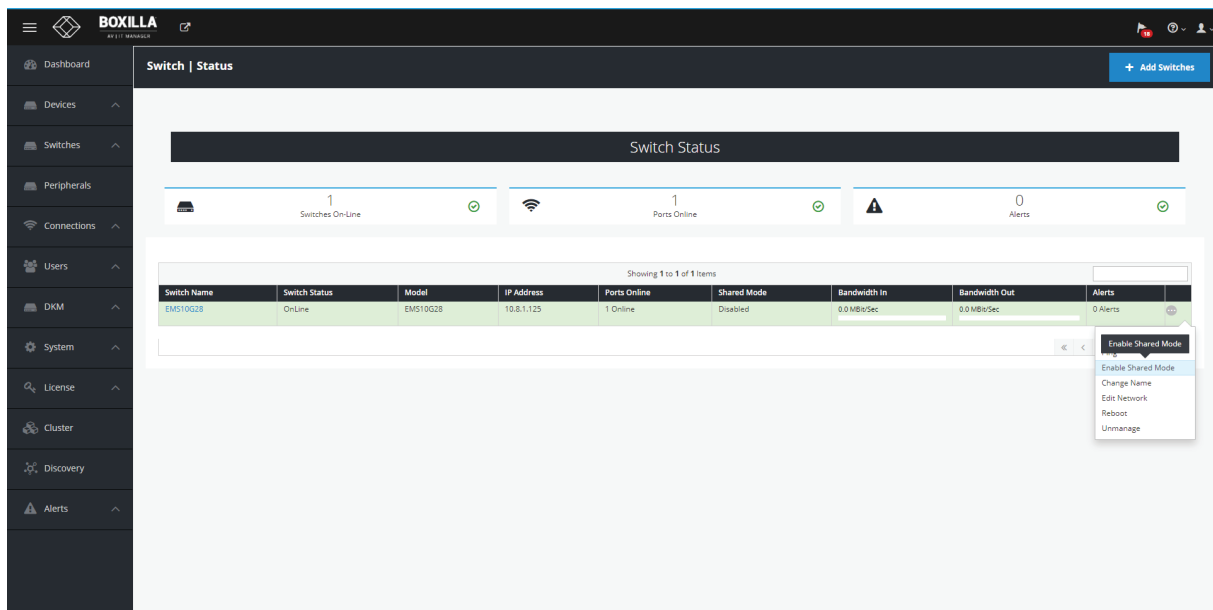 BOXILLA
AV | IT MANAGER
18
Dashboard
Switch | Status
+ Add Switches
Devices
Switches
Peripherals
Connections
Users
DKM
System
License
Cluster
Discovery
Alerts
Switch Status
1
Switches On-Line
1
Ports Online
0
Alerts
Showing 1 to 1 of 1 Items
Switch Name Switch Status Model IP Address Ports Online Shared Mode Bandwidth In Bandwidth Out Alerts
EMS10G28 OnLine EMS10G28 10.8.1.125 1 Online Disabled 0.0 MBit/Sec 0.0 MBit/Sec 0 Alerts
« <
Enable Shared Mode
Ping
Enable Shared Mode
Change Name
Edit Network
Reboot
Unmanage